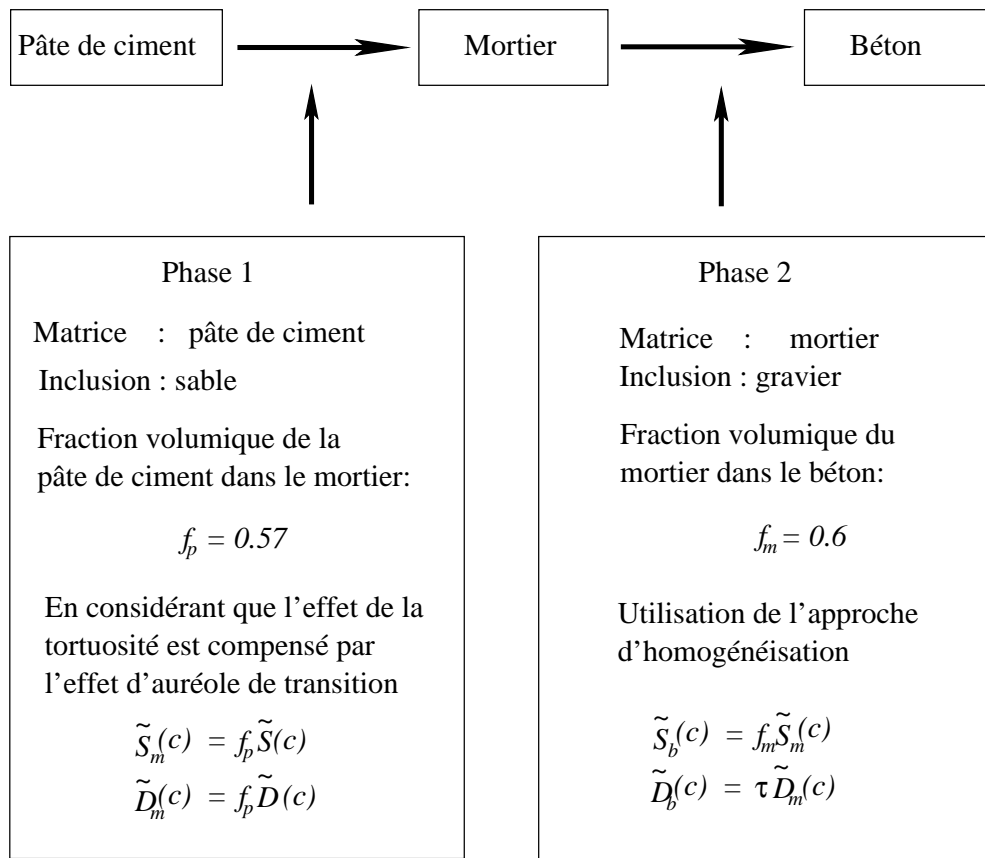 Pâte de ciment
Mortier
Béton
Phase 1
Matrice : pâte de ciment
Inclusion : sable
Fraction volumique de la
pâte de ciment dans le mortier:
f_p = 0.57
En considérant que l'effet de la
tortuosité est compensé par
l'effet d'auréole de transition
S̃_m(c) = f_p S̃(c)
D̃_m(c) = f_p D̃(c)
Phase 2
Matrice : mortier
Inclusion : gravier
Fraction volumique du
mortier dans le béton:
f_m = 0.6
Utilisation de l'approche
d'homogénéisation
S̃_b(c) = f_m S̃_m(c)
D̃_b(c) = τ D̃_m(c)